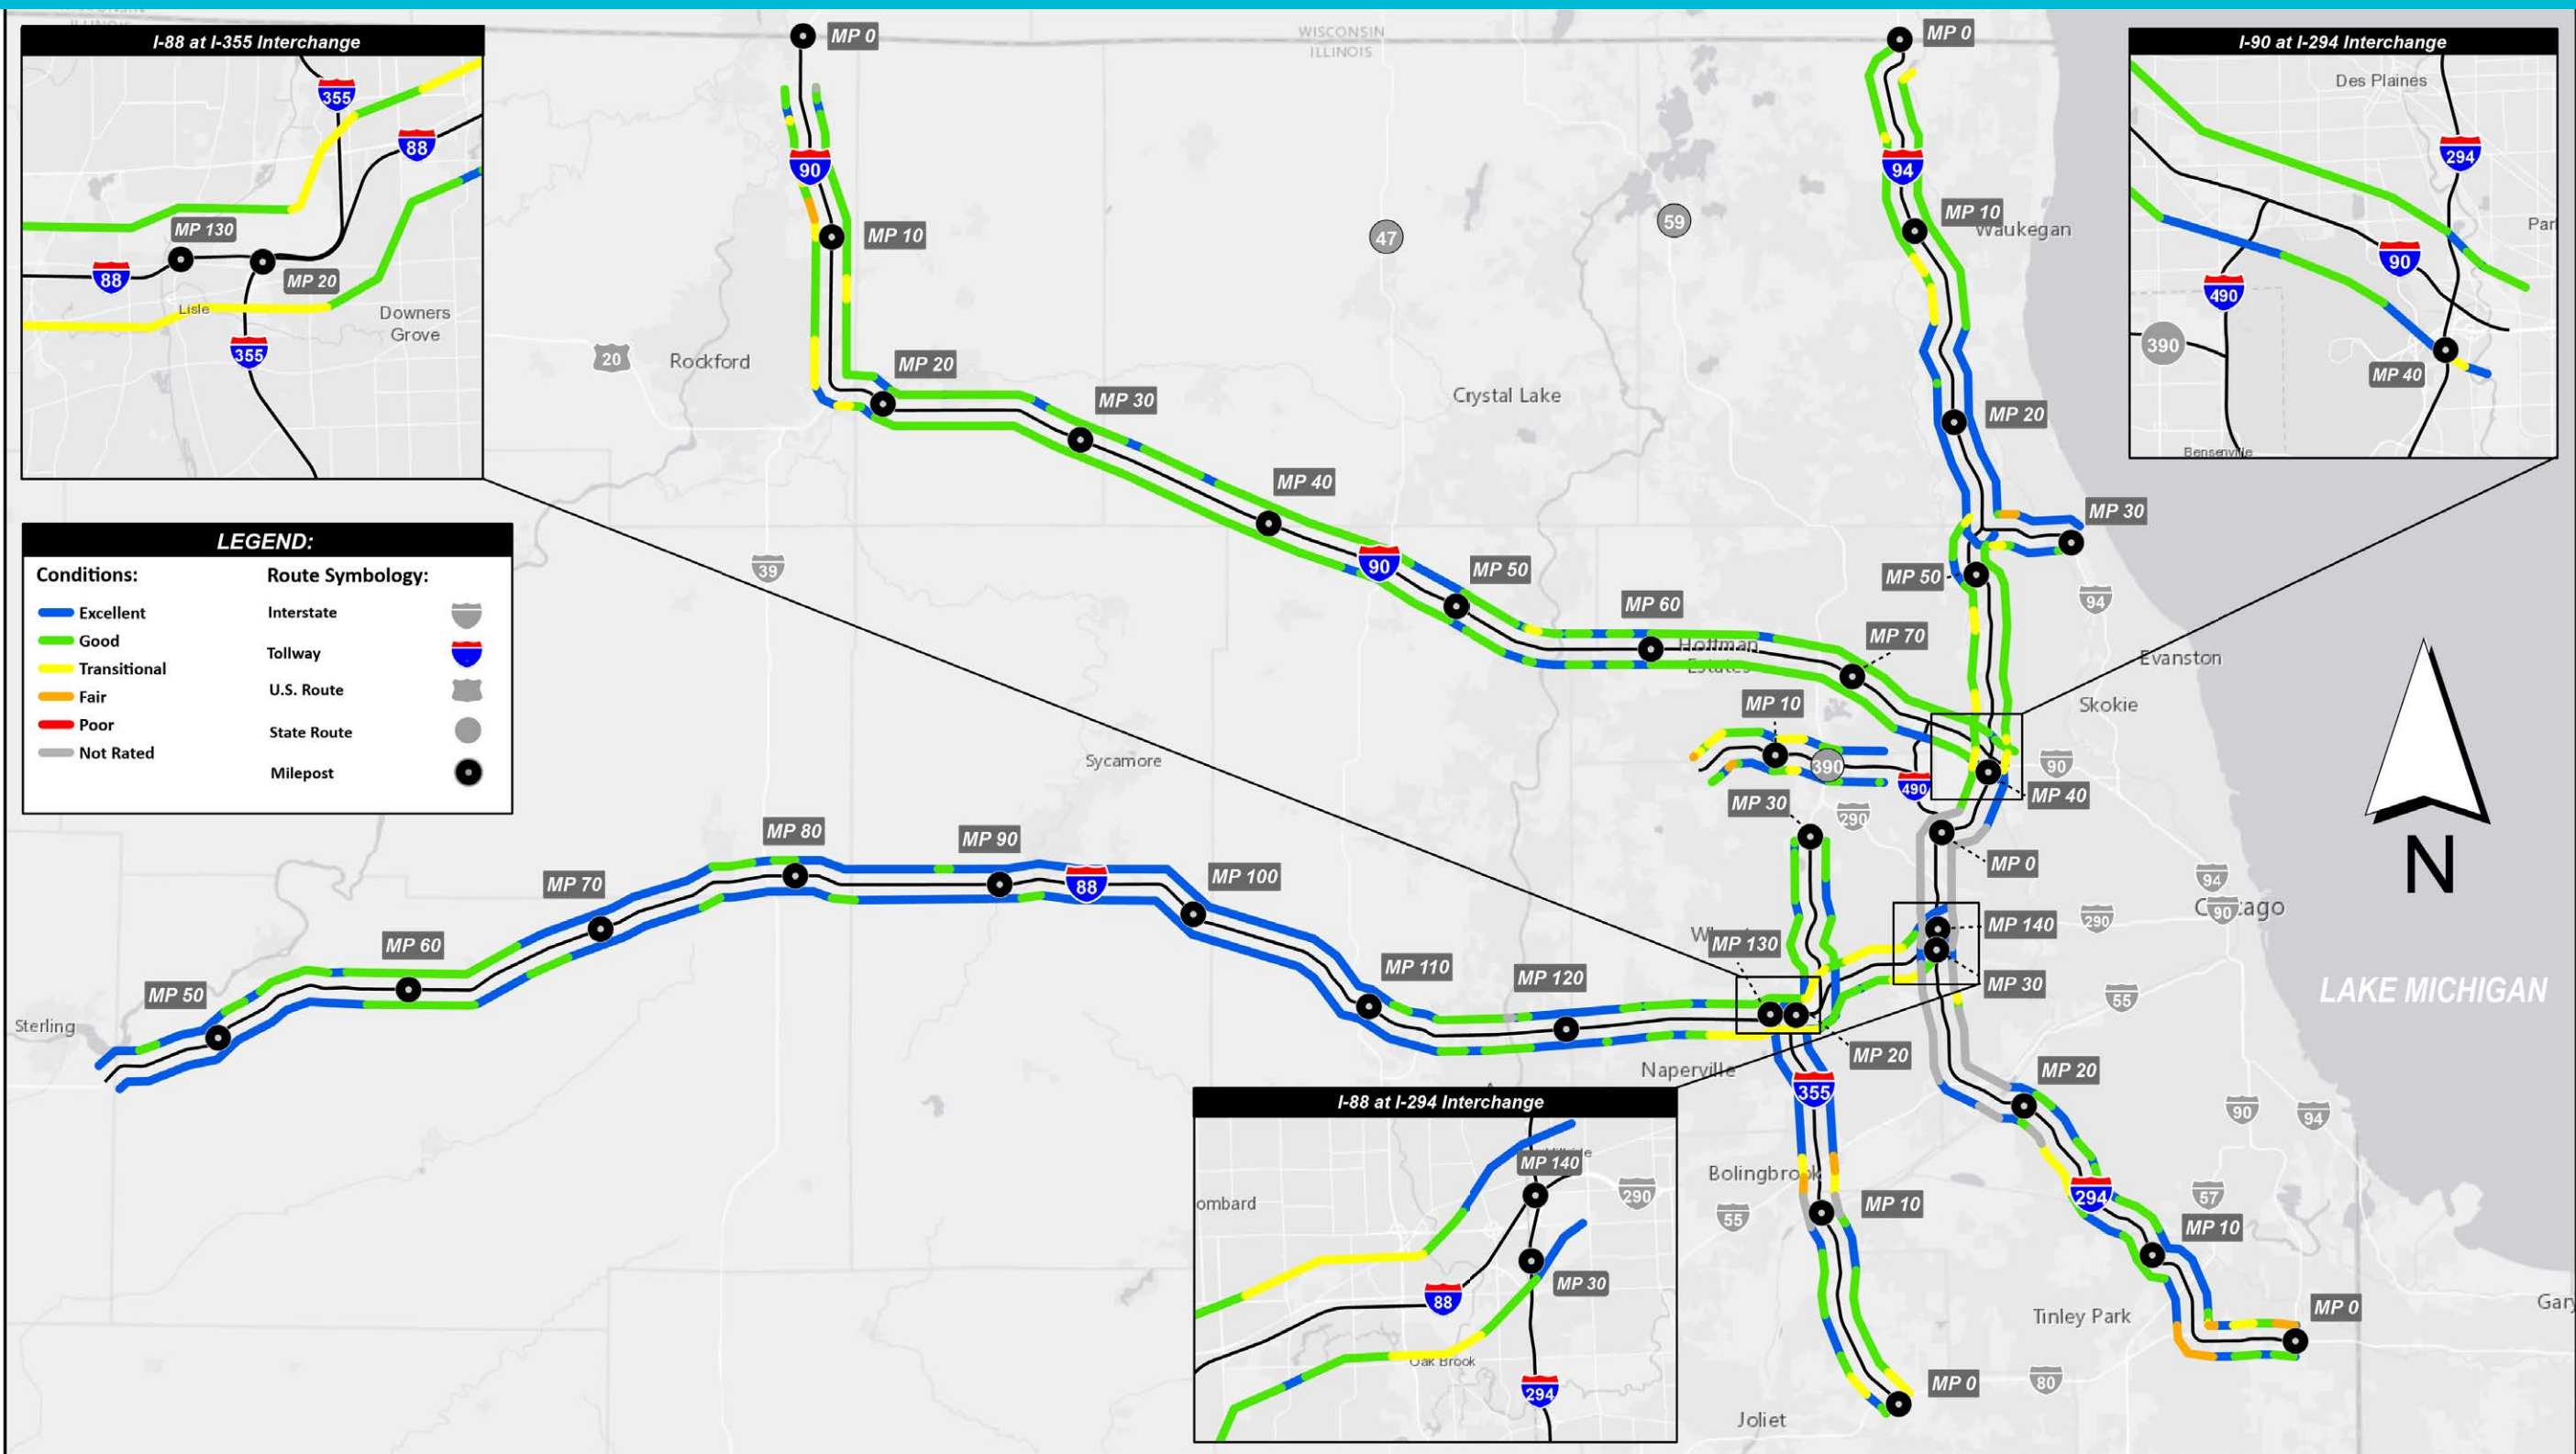 WISCONSIN
ILLINOIS
I-88 at I-355 Interchange
355
88
MP 130
88
MP 20
Lisle
Downers
Grove
355
LEGEND:
Conditions:
Excellent
Good
Transitional
Fair
Poor
Not Rated
Route Symbology:
Interstate
Tollway
U.S. Route
State Route
Milepost
I-90 at I-294 Interchange
Des Plaines
294
90
490
390
MP 40
Bensenville
MP 0
90
MP 10
20
Rockford
MP 20
MP 30
47
59
Crystal Lake
MP 40
39
90
MP 50
MP 60
Hoffman
Estates
MP 70
MP 0
94
MP 10
Waukegan
MP 20
MP 30
MP 50
94
Evanston
Skokie
MP 10
390
490
90
MP 40
MP 30
290
MP 0
94
90
Chicago
290
MP 140
MP 30
55
LAKE MICHIGAN
N
Sycamore
MP 80
MP 90
88
MP 100
MP 70
MP 60
MP 50
Sterling
MP 110
MP 120
MP 130
MP 20
Naperville
355
Bolingbrook
55
MP 10
MP 20
90
94
294
57
MP 10
Tinley Park
MP 0
Gary
80
MP 0
Joliet
I-88 at I-294 Interchange
MP 140
290
ombard
MP 30
88
Oak Brook
294